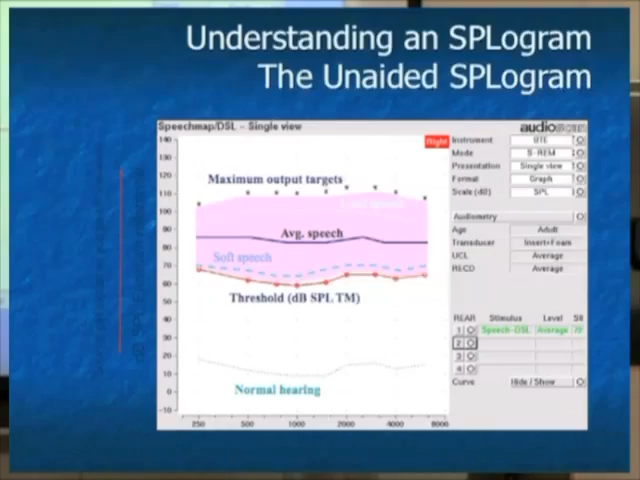 Understanding an SPLogram
The Unaided SPLogram
Speechmap/DSL - Single view
audioscan
Right
140
130
120
110
100
90
80
70
60
50
40
30
20
10
0
-10
Maximum output targets
Avg. speech
Soft speech
Threshold (dB SPL TM)
Normal hearing
250
500
1000
2000
4000
8000
Instrument BTE
Mode S-REM
Presentation Single view
Format Graph
Scale (dB) SPL
Audiometry
Age Adult
Transducer Insert+Foam
UCL Average
RECD Average
REAR Stimulus Level SII
1 Speech-DSL Average
2
3
4
Curve Hide / Show